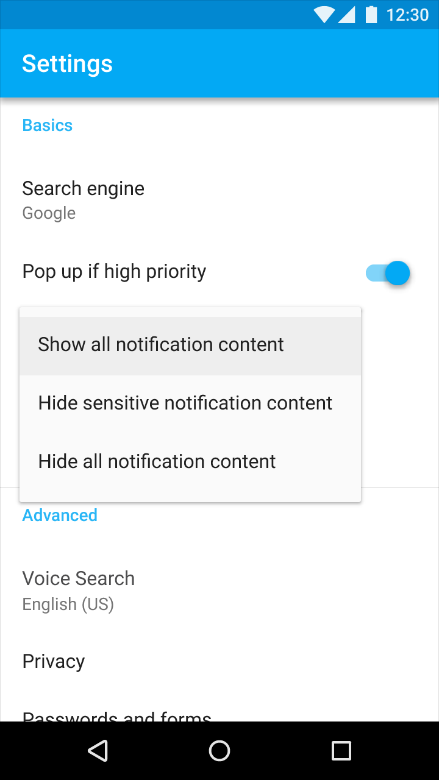 12:30
Settings
Basics
Search engine
Google
Pop up if high priority
Show all notification content
Hide sensitive notification content
Hide all notification content
Advanced
Voice Search
English (US)
Privacy
Passwords and forms